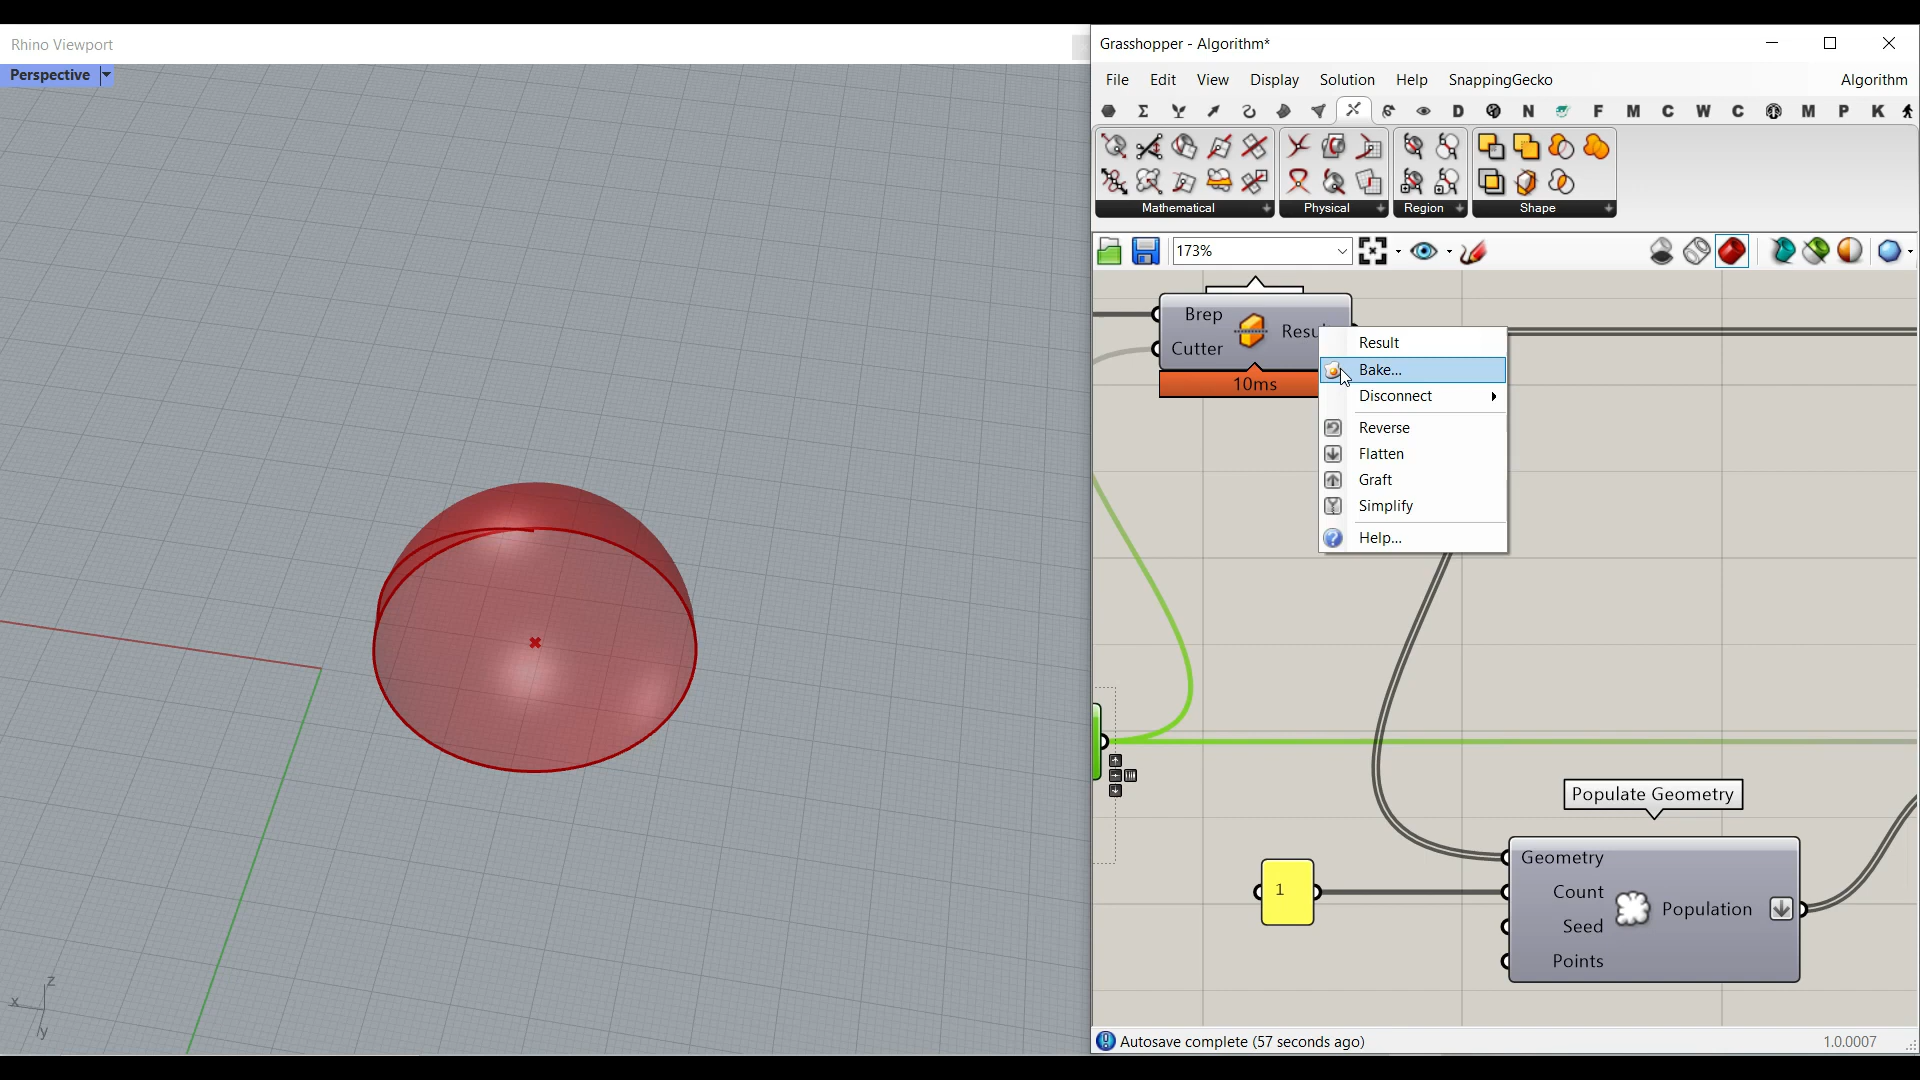 Rhino Viewport
Perspective
x
z
y
Grasshopper - Algorithm*
File Edit View Display Solution Help SnappingGecko Algorithm
D N F M C W C M P K
Mathematical Physical Region Shape
173%
Brep
Cutter
10ms
Result
Bake...
Disconnect
Reverse
Flatten
Graft
Simplify
Help...
Populate Geometry
1
Geometry
Count
Seed
Points
Population
Autosave complete (57 seconds ago) 1.0.0007